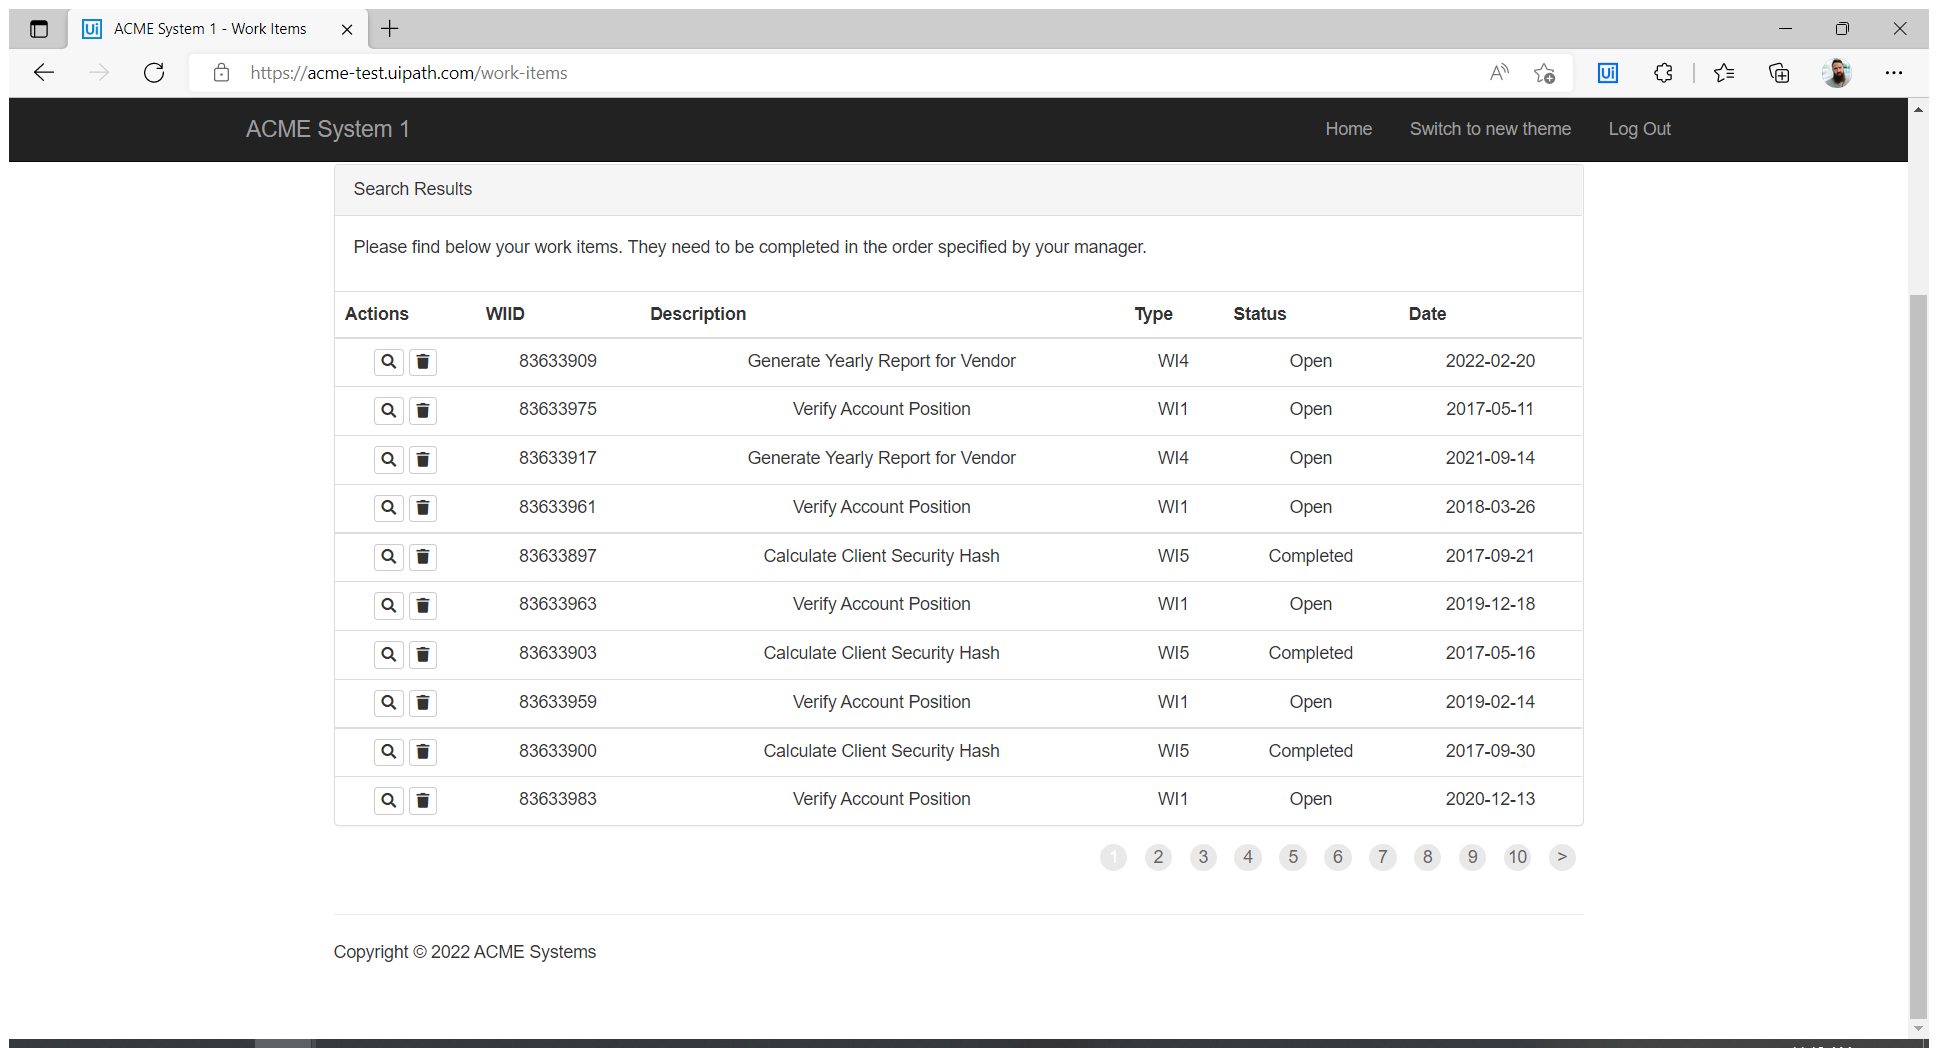 ACME System 1 - Work Items
https://acme-test.uipath.com/work-items
ACME System 1 Home Switch to new theme Log Out
Search Results
Please find below your work items. They need to be completed in the order specified by your manager.
Actions WIID Description Type Status Date
83633909 Generate Yearly Report for Vendor WI4 Open 2022-02-20
83633975 Verify Account Position WI1 Open 2017-05-11
83633917 Generate Yearly Report for Vendor WI4 Open 2021-09-14
83633961 Verify Account Position WI1 Open 2018-03-26
83633897 Calculate Client Security Hash WI5 Completed 2017-09-21
83633963 Verify Account Position WI1 Open 2019-12-18
83633903 Calculate Client Security Hash WI5 Completed 2017-05-16
83633959 Verify Account Position WI1 Open 2019-02-14
83633900 Calculate Client Security Hash WI5 Completed 2017-09-30
83633983 Verify Account Position WI1 Open 2020-12-13
1 2 3 4 5 6 7 8 9 10 >
Copyright © 2022 ACME Systems